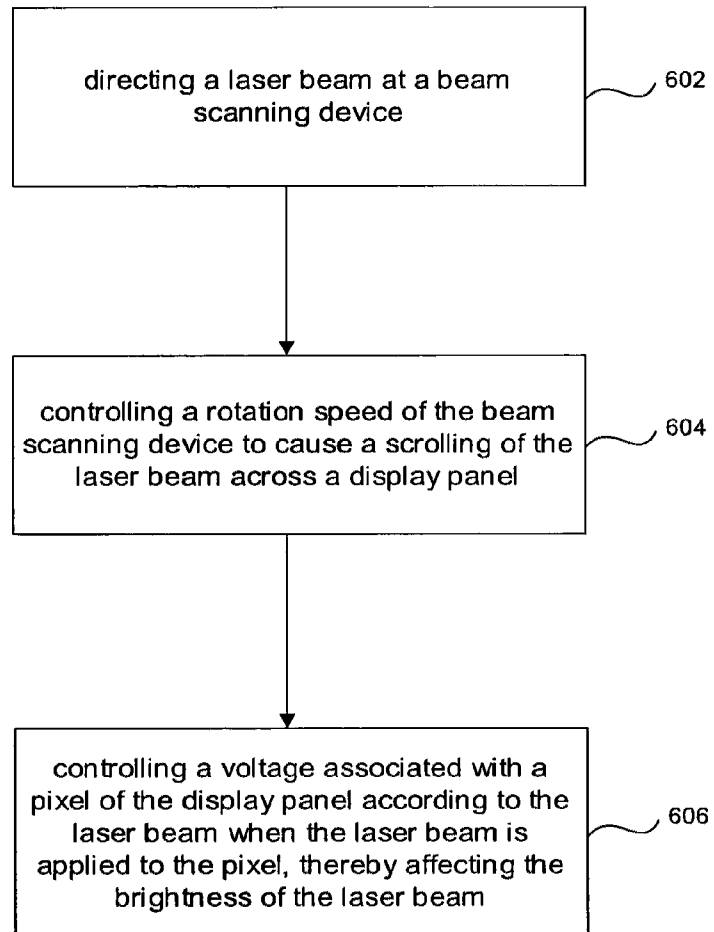 directing a laser beam at a beam
scanning device
602
controlling a rotation speed of the beam
scanning device to cause a scrolling of the
laser beam across a display panel
604
controlling a voltage associated with a
pixel of the display panel according to the
laser beam when the laser beam is
applied to the pixel, thereby affecting the
brightness of the laser beam
606